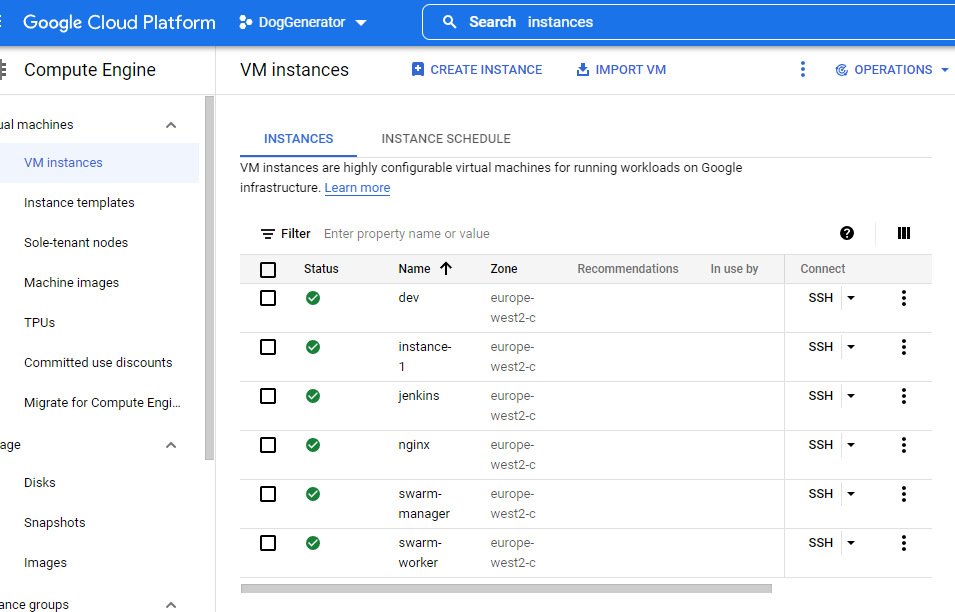 Google Cloud Platform
DogGenerator
Search instances
Compute Engine
VM instances
CREATE INSTANCE
IMPORT VM
OPERATIONS
ual machines
VM instances
Instance templates
Sole-tenant nodes
Machine images
TPUs
Committed use discounts
Migrate for Compute Engi...
age
Disks
Snapshots
Images
ance groups
INSTANCES
INSTANCE SCHEDULE
VM instances are highly configurable virtual machines for running workloads on Google
infrastructure. Learn more
Filter Enter property name or value
Status Name Zone Recommendations In use by Connect
dev europe- SSH
west2-c
instance- europe- SSH
1 west2-c
jenkins europe- SSH
west2-c
nginx europe- SSH
west2-c
swarm- europe- SSH
manager west2-c
swarm- europe- SSH
worker west2-c